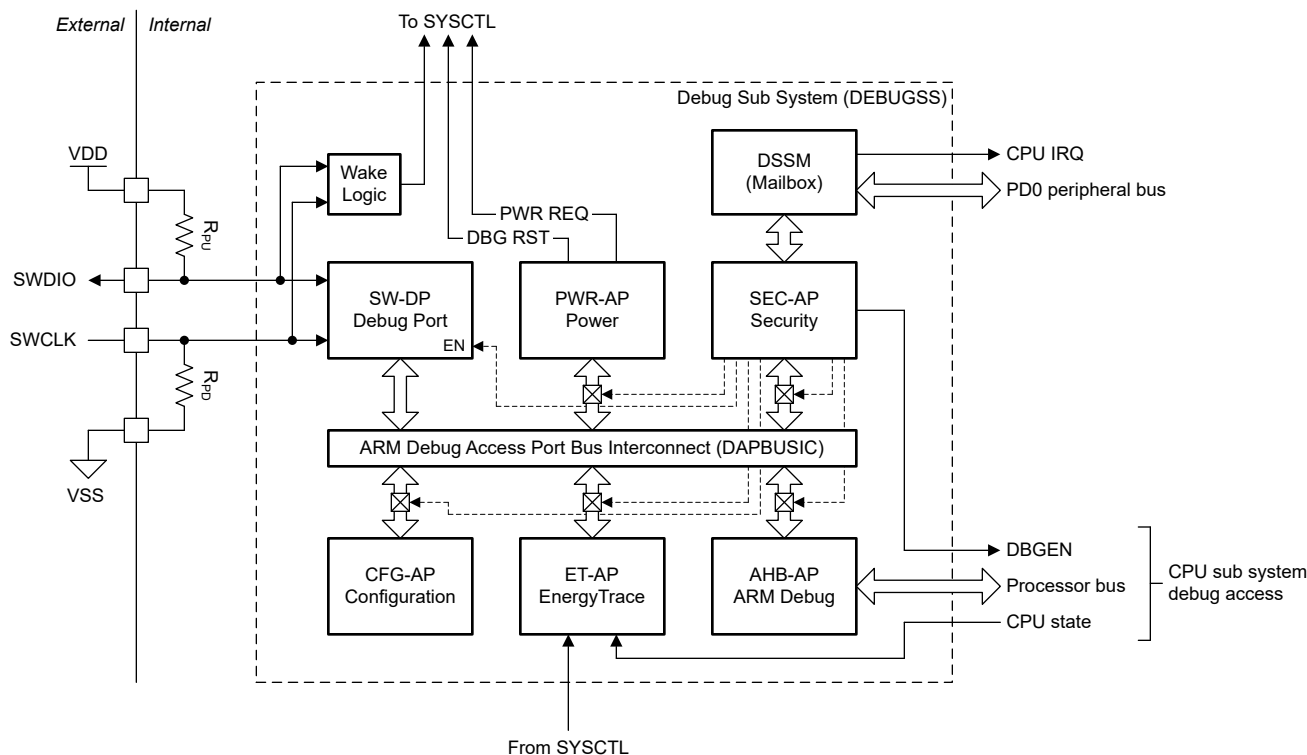 External
Internal
To SYSCTL
Debug Sub System (DEBUGSS)
VDD
Wake
Logic
DSSM
(Mailbox)
CPU IRQ
PD0 peripheral bus
RPU
PWR REQ
DBG RST
SWDIO
SW-DP
Debug Port
EN
PWR-AP
Power
SEC-AP
Security
SWCLK
RPD
ARM Debug Access Port Bus Interconnect (DAPBUSIC)
VSS
CFG-AP
Configuration
ET-AP
EnergyTrace
AHB-AP
ARM Debug
DBGEN
Processor bus
CPU state
CPU sub system
debug access
From SYSCTL